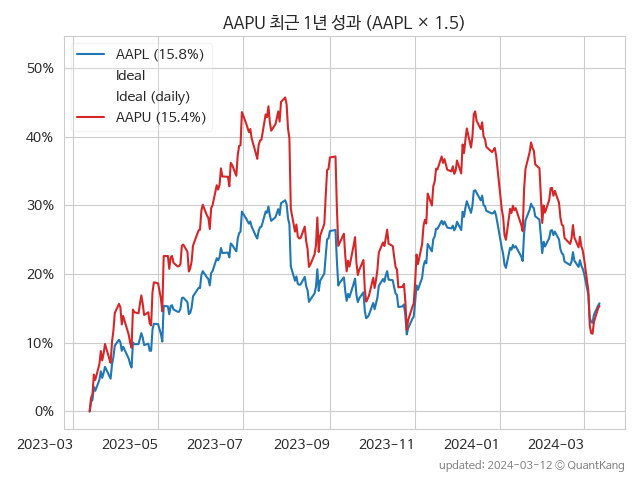 AAPU 최근 1년 성과 (AAPL × 1.5)
AAPL (15.8%)
Ideal
Ideal (daily)
AAPU (15.4%)
50%
40%
30%
20%
10%
0%
2023-03 2023-05 2023-07 2023-09 2023-11 2024-01 2024-03
updated: 2024-03-12 © QuantKang